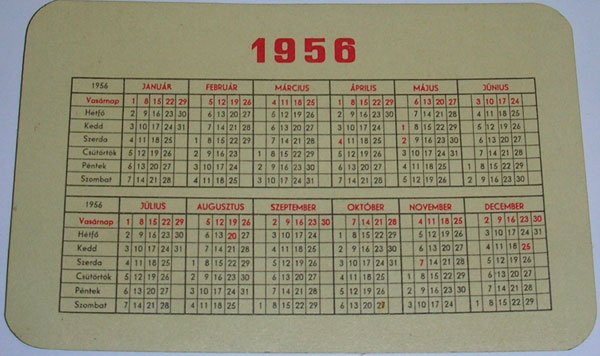 1956
1956 JANUÁR FEBRUÁR MÁRCIUS ÁPRILIS MÁJUS JÚNIUS
Vasárnap 1 8 15 22 29 5 12 19 26 4 11 18 25 1 8 15 22 29 6 13 20 27 3 10 17 24
Hétfő 2 9 16 23 30 6 13 20 27 5 12 19 26 2 9 16 23 30 7 14 21 28 4 11 18 25
Kedd 3 10 17 24 31 7 14 21 28 6 13 20 27 3 10 17 24 1 8 15 22 29 5 12 19 26
Szerda 4 11 18 25 1 8 15 22 29 7 14 21 28 4 11 18 25 2 9 16 23 30 6 13 20 27
Csütörtök 5 12 19 26 2 9 16 23 1 8 15 22 29 5 12 19 26 3 10 17 24 31 7 14 21 28
Péntek 6 13 20 27 3 10 17 24 2 9 16 23 30 6 13 20 27 4 11 18 25 1 8 15 22 29
Szombat 7 14 21 28 4 11 18 25 3 10 17 24 31 7 14 21 28 5 12 19 26 2 9 16 23 30
1956 JÚLIUS AUGUSZTUS SZEPTEMBER OKTÓBER NOVEMBER DECEMBER
Vasárnap 1 8 15 22 29 5 12 19 26 2 9 16 23 30 7 14 21 28 4 11 18 25 2 9 16 23 30
Hétfő 2 9 16 23 30 6 13 20 27 3 10 17 24 1 8 15 22 29 5 12 19 26 3 10 17 24 31
Kedd 3 10 17 24 31 7 14 21 28 4 11 18 25 2 9 16 23 30 6 13 20 27 4 11 18 25
Szerda 4 11 18 25 1 8 15 22 29 5 12 19 26 3 10 17 24 31 7 14 21 28 5 12 19 26
Csütörtök 5 12 19 26 2 9 16 23 30 6 13 20 27 4 11 18 25 1 8 15 22 29 6 13 20 27
Péntek 6 13 20 27 3 10 17 24 31 7 14 21 28 5 12 19 26 2 9 16 23 30 7 14 21 28
Szombat 7 14 21 28 4 11 18 25 1 8 15 22 29 6 13 20 27 3 10 17 24 1 8 15 22 29